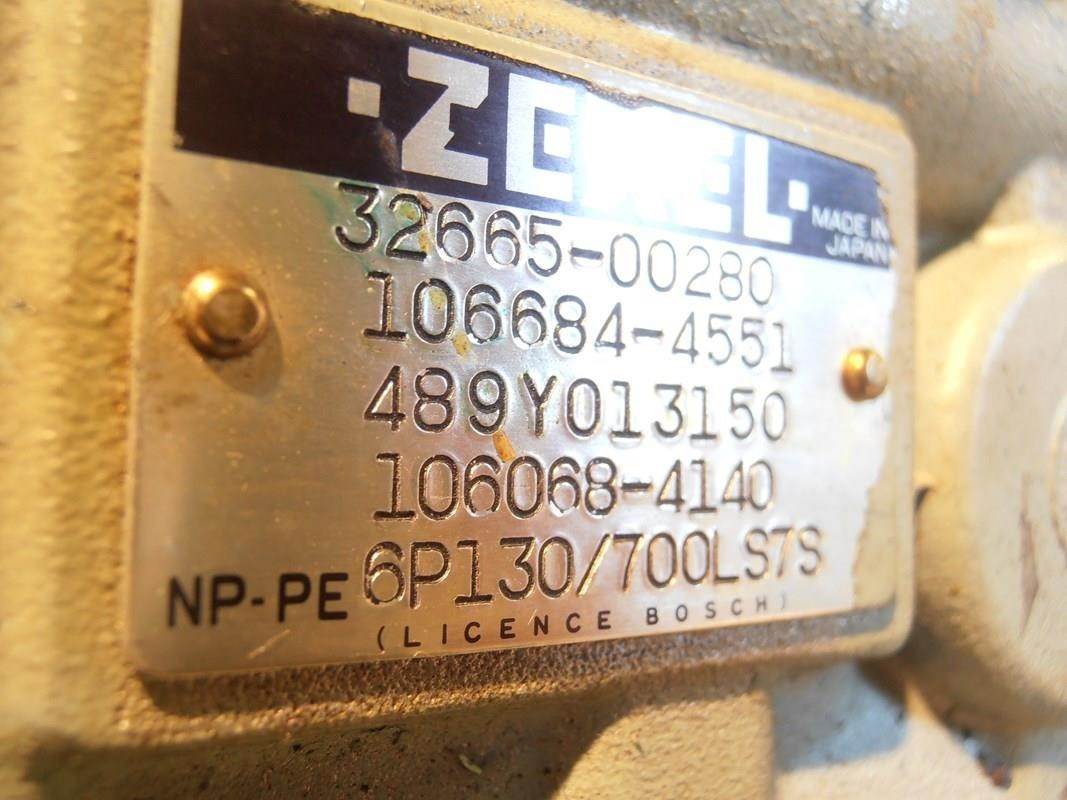 ·ZEXEL·
MADE IN
JAPAN
32665-00280
106684-4551
489Y013150
106068-4140
NP-PE 6P130/700LS7S
(LICENCE BOSCH)